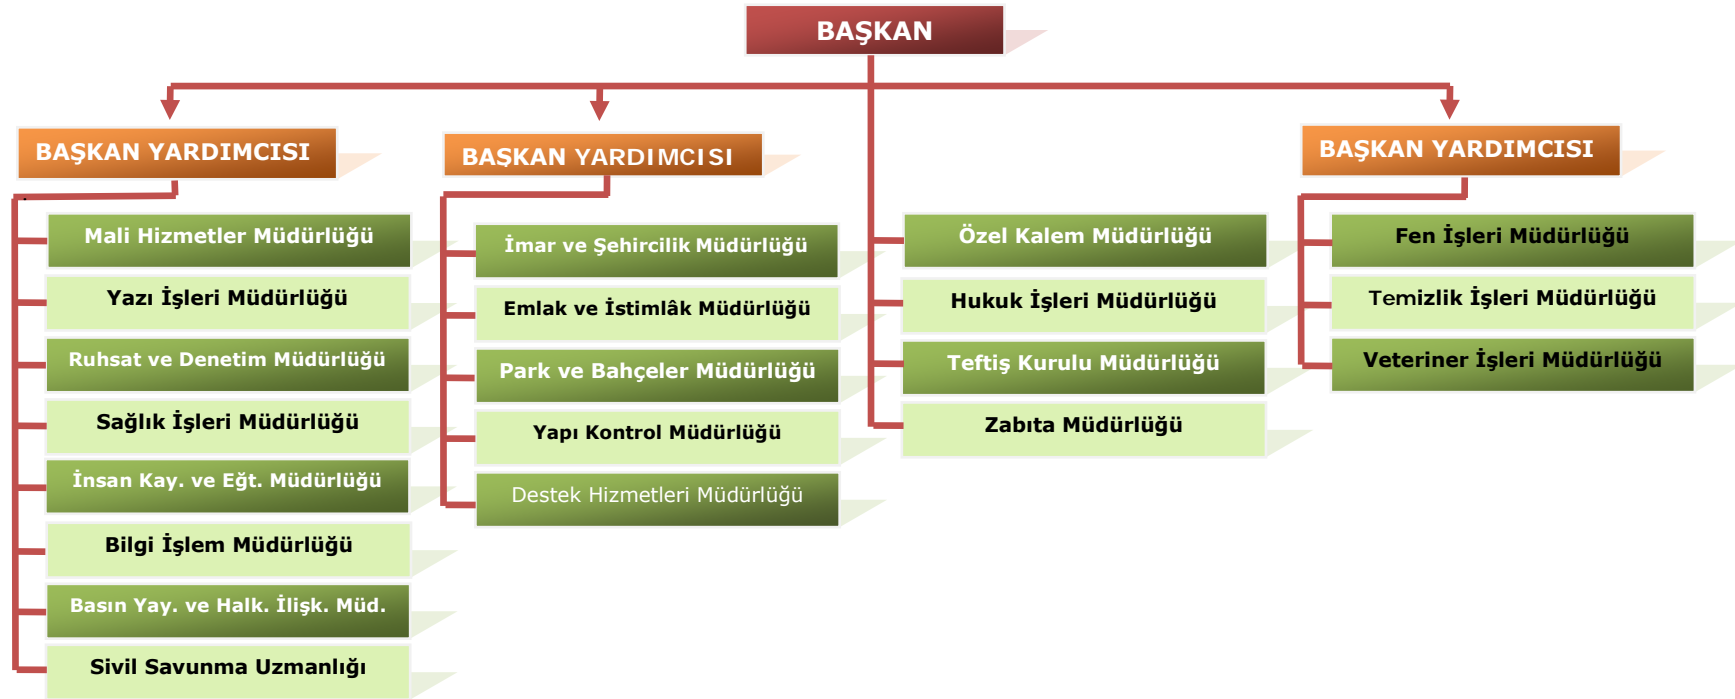 BAŞKAN
BAŞKAN YARDIMCISI
Mali Hizmetler Müdürlüğü
Yazı İşleri Müdürlüğü
Ruhsat ve Denetim Müdürlüğü
Sağlık İşleri Müdürlüğü
İnsan Kay. ve Eğt. Müdürlüğü
Bilgi İşlem Müdürlüğü
Basın Yay. ve Halk. İlişk. Müd.
Sivil Savunma Uzmanlığı
BAŞKAN YARDIMCISI
İmar ve Şehircilik Müdürlüğü
Emlak ve İstimlâk Müdürlüğü
Park ve Bahçeler Müdürlüğü
Yapı Kontrol Müdürlüğü
Destek Hizmetleri Müdürlüğü
Özel Kalem Müdürlüğü
Hukuk İşleri Müdürlüğü
Teftiş Kurulu Müdürlüğü
Zabıta Müdürlüğü
BAŞKAN YARDIMCISI
Fen İşleri Müdürlüğü
Temizlik İşleri Müdürlüğü
Veteriner İşleri Müdürlüğü